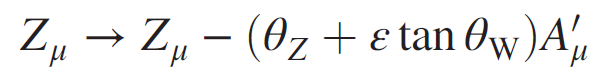 Z_μ → Z_μ − (θ_Z + ε tan θ_W)A′_μ